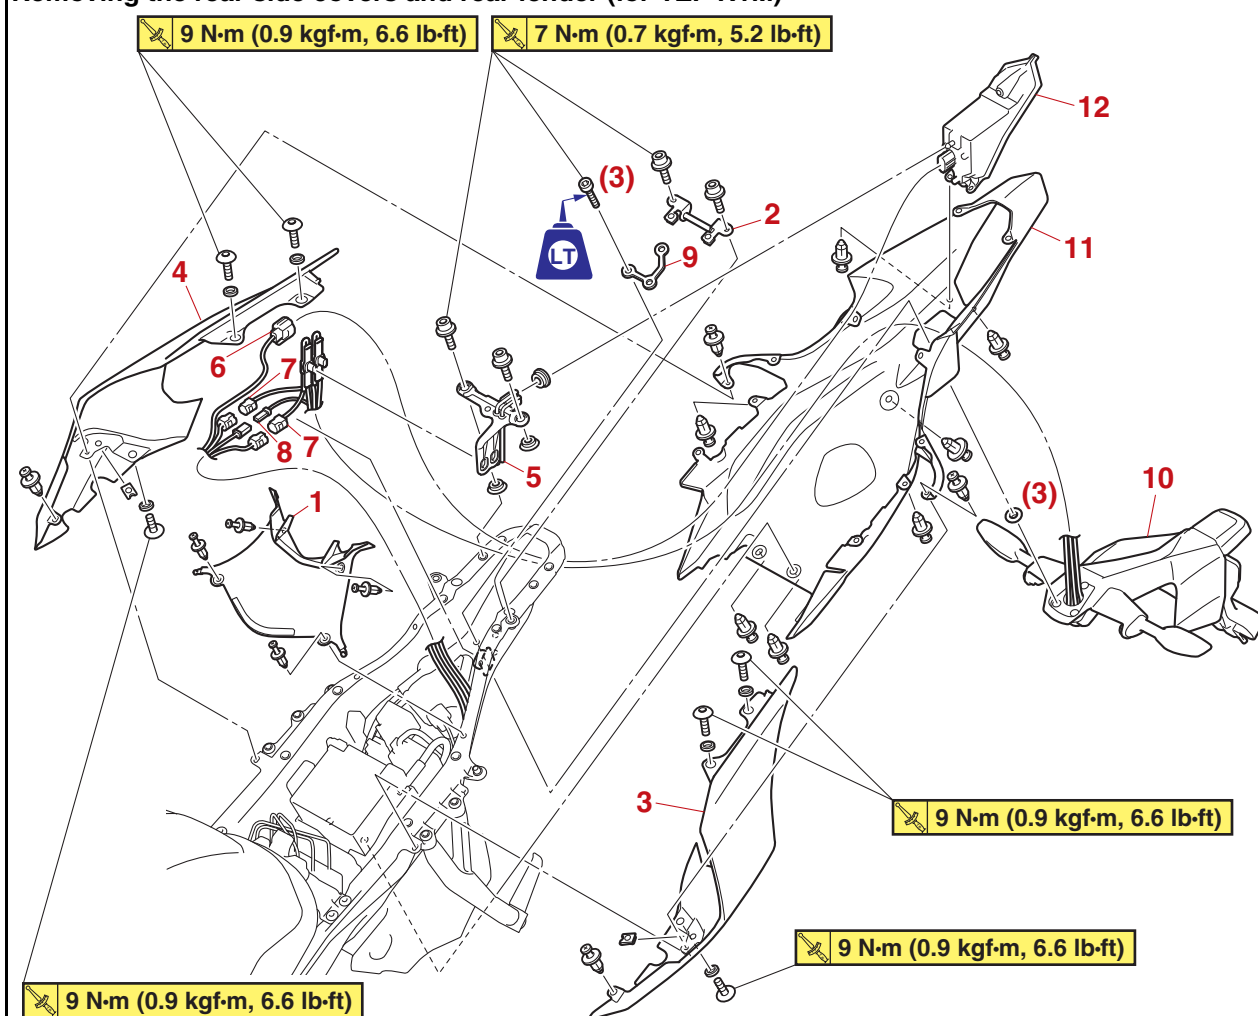 9 N•m (0.9 kgf•m, 6.6 lb•ft)
7 N•m (0.7 kgf•m, 5.2 lb•ft)
12
(3)
2
11
LT
9
4
6
7
8
7
5
1
(3)
10
3
9 N•m (0.9 kgf•m, 6.6 lb•ft)
9 N•m (0.9 kgf•m, 6.6 lb•ft)
9 N•m (0.9 kgf•m, 6.6 lb•ft)